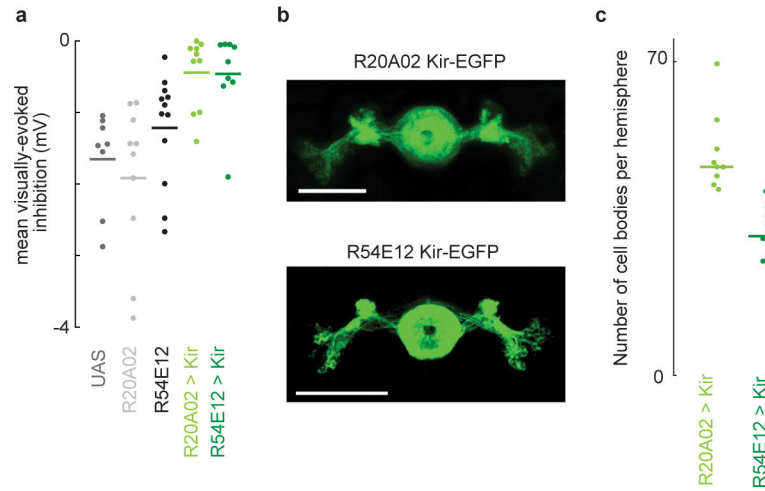 a
0
-4
mean visually-evoked
inhibition (mV)
UAS
R20A02
R54E12
R20A02 > Kir
R54E12 > Kir
b
R20A02 Kir-EGFP
R54E12 Kir-EGFP
c
70
0
Number of cell bodies per hemisphere
R20A02 > Kir
R54E12 > Kir